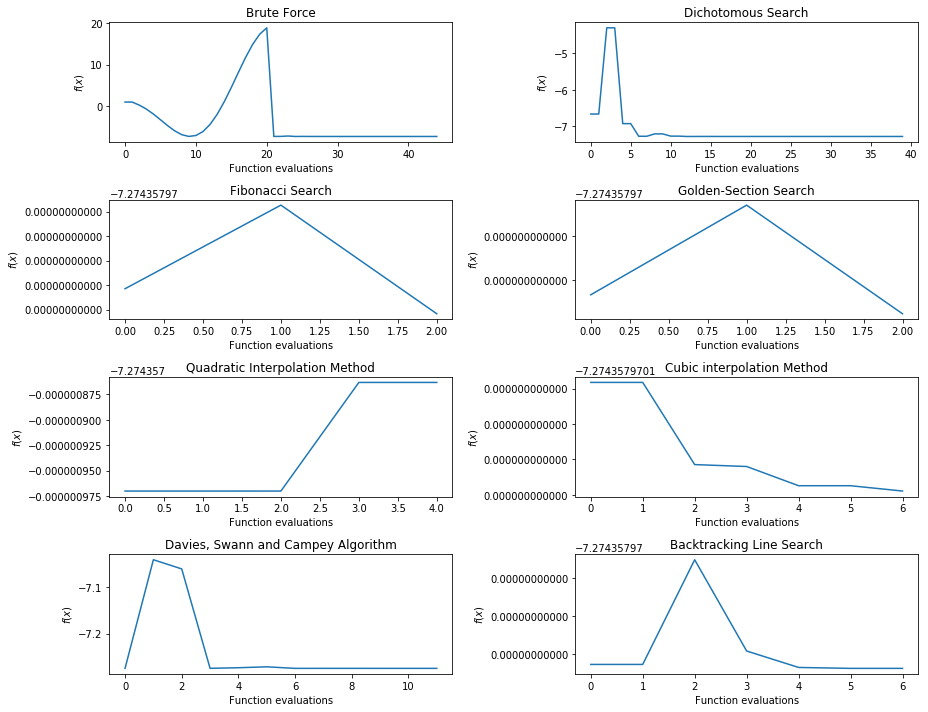 Brute Force
20
10
0
f(x)
0 10 20 30 40
Function evaluations
Dichotomous Search
−5
−6
−7
f(x)
0 5 10 15 20 25 30 35 40
Function evaluations
−7.27435797
Fibonacci Search
0.00000000000
0.00000000000
0.00000000000
0.00000000000
0.00000000000
f(x)
0.00 0.25 0.50 0.75 1.00 1.25 1.50 1.75 2.00
Function evaluations
−7.27435797
Golden-Section Search
0.000000000000
0.000000000000
f(x)
0.00 0.25 0.50 0.75 1.00 1.25 1.50 1.75 2.00
Function evaluations
−7.274357
Quadratic Interpolation Method
−0.000000875
−0.000000900
−0.000000925
−0.000000950
−0.000000975
f(x)
0.0 0.5 1.0 1.5 2.0 2.5 3.0 3.5 4.0
Function evaluations
−7.2743579701
Cubic interpolation Method
0.000000000000
0.000000000000
0.000000000000
0.000000000000
f(x)
0 1 2 3 4 5 6
Function evaluations
Davies, Swann and Campey Algorithm
−7.1
−7.2
f(x)
0 2 4 6 8 10
Function evaluations
−7.27435797
Backtracking Line Search
0.00000000000
0.00000000000
0.00000000000
f(x)
0 1 2 3 4 5 6
Function evaluations